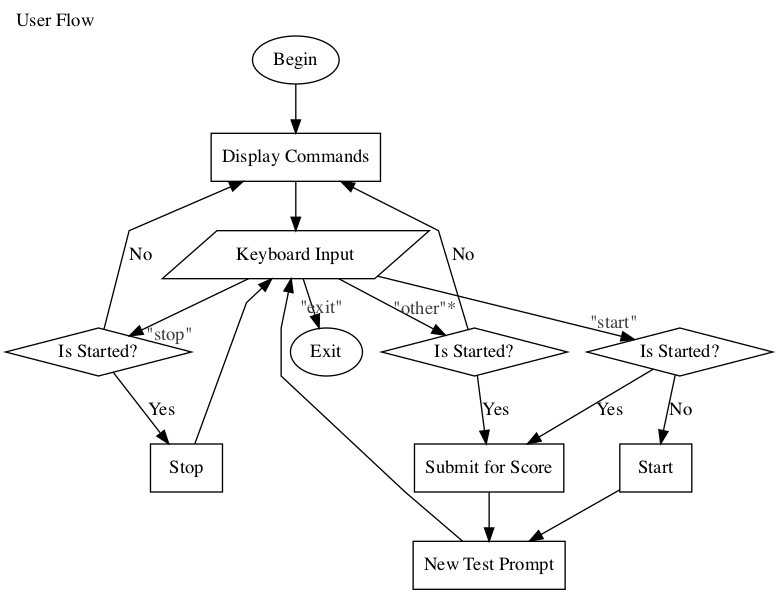 User Flow
Begin
Display Commands
No
Keyboard Input
No
"exit"
"other"*
"start"
"stop"
Is Started?
Exit
Is Started?
Is Started?
Yes
Yes
Yes
No
Stop
Submit for Score
Start
New Test Prompt